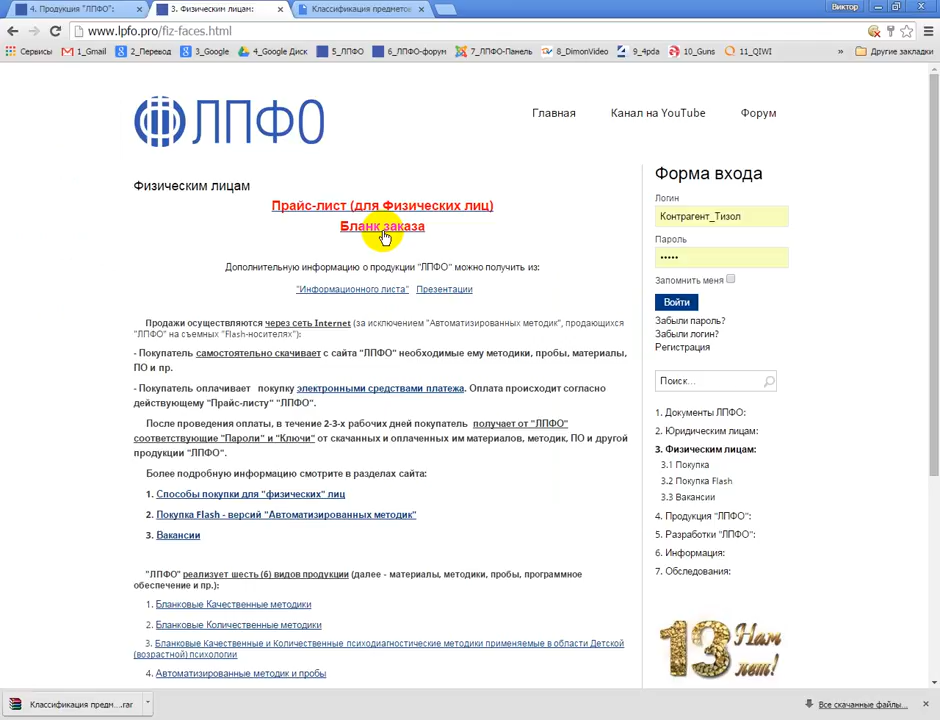 4. Продукция "ЛПФО":
3. Физическим лицам:
Классификация предметов
Виктор
www.lpfo.pro/fiz-faces.html
Сервисы
1_Gmail
2_Перевод
3_Google
4_Google Диск
5_ЛПФО
6_ЛПФО-форум
7_ЛПФО-Панель
8_DimonVideo
9_4pda
10_Guns
11_QIWI
»
Другие закладки
ЛПФО
Главная
Канал на YouTube
Форум
Физическим лицам
Прайс-лист (для Физических лиц)
Бланк заказа
Дополнительную информацию о продукции "ЛПФО" можно получить из:
"Информационного листа" Презентации
Продажи осуществляются через сеть Internet (за исключением "Автоматизированных методик", продающихся
"ЛПФО" на съемных "Flash-носителях"):
- Покупатель самостоятельно скачивает с сайта "ЛПФО" необходимые ему методики, пробы, материалы,
ПО и пр.
- Покупатель оплачивает покупку электронными средствами платежа. Оплата происходит согласно
действующему "Прайс-листу" "ЛПФО".
После проведения оплаты, в течение 2-3-х рабочих дней покупатель получает от "ЛПФО"
соответствующие "Пароли" и "Ключи" от скачанных и оплаченных им материалов, методик, ПО и другой
продукции "ЛПФО".
Более подробную информацию смотрите в разделах сайта:
1. Способы покупки для "физических" лиц
2. Покупка Flash - версий "Автоматизированных методик"
3. Вакансии
"ЛПФО" реализует шесть (6) видов продукции (далее - материалы, методики, пробы, программное
обеспечение и пр.):
1. Бланковые Качественные методики
2. Бланковые Количественные методики
3. Бланковые Качественные и Количественные психодиагностические методики применяемые в области Детской
(возрастной) психологии
4. Автоматизированные методик и пробы
Форма входа
Логин
Контрагент_Тизол
Пароль
•••••
Запомнить меня
Войти
Забыли пароль?
Забыли логин?
Регистрация
Поиск...
1. Документы ЛПФО:
2. Юридическим лицам:
3. Физическим лицам:
3.1 Покупка
3.2 Покупка Flash
3.3 Вакансии
4. Продукция "ЛПФО":
5. Разработки "ЛПФО":
6. Информация:
7. Обследования:
13 Нам
лет!
Классификация предм....rar
Все скачанные файлы...